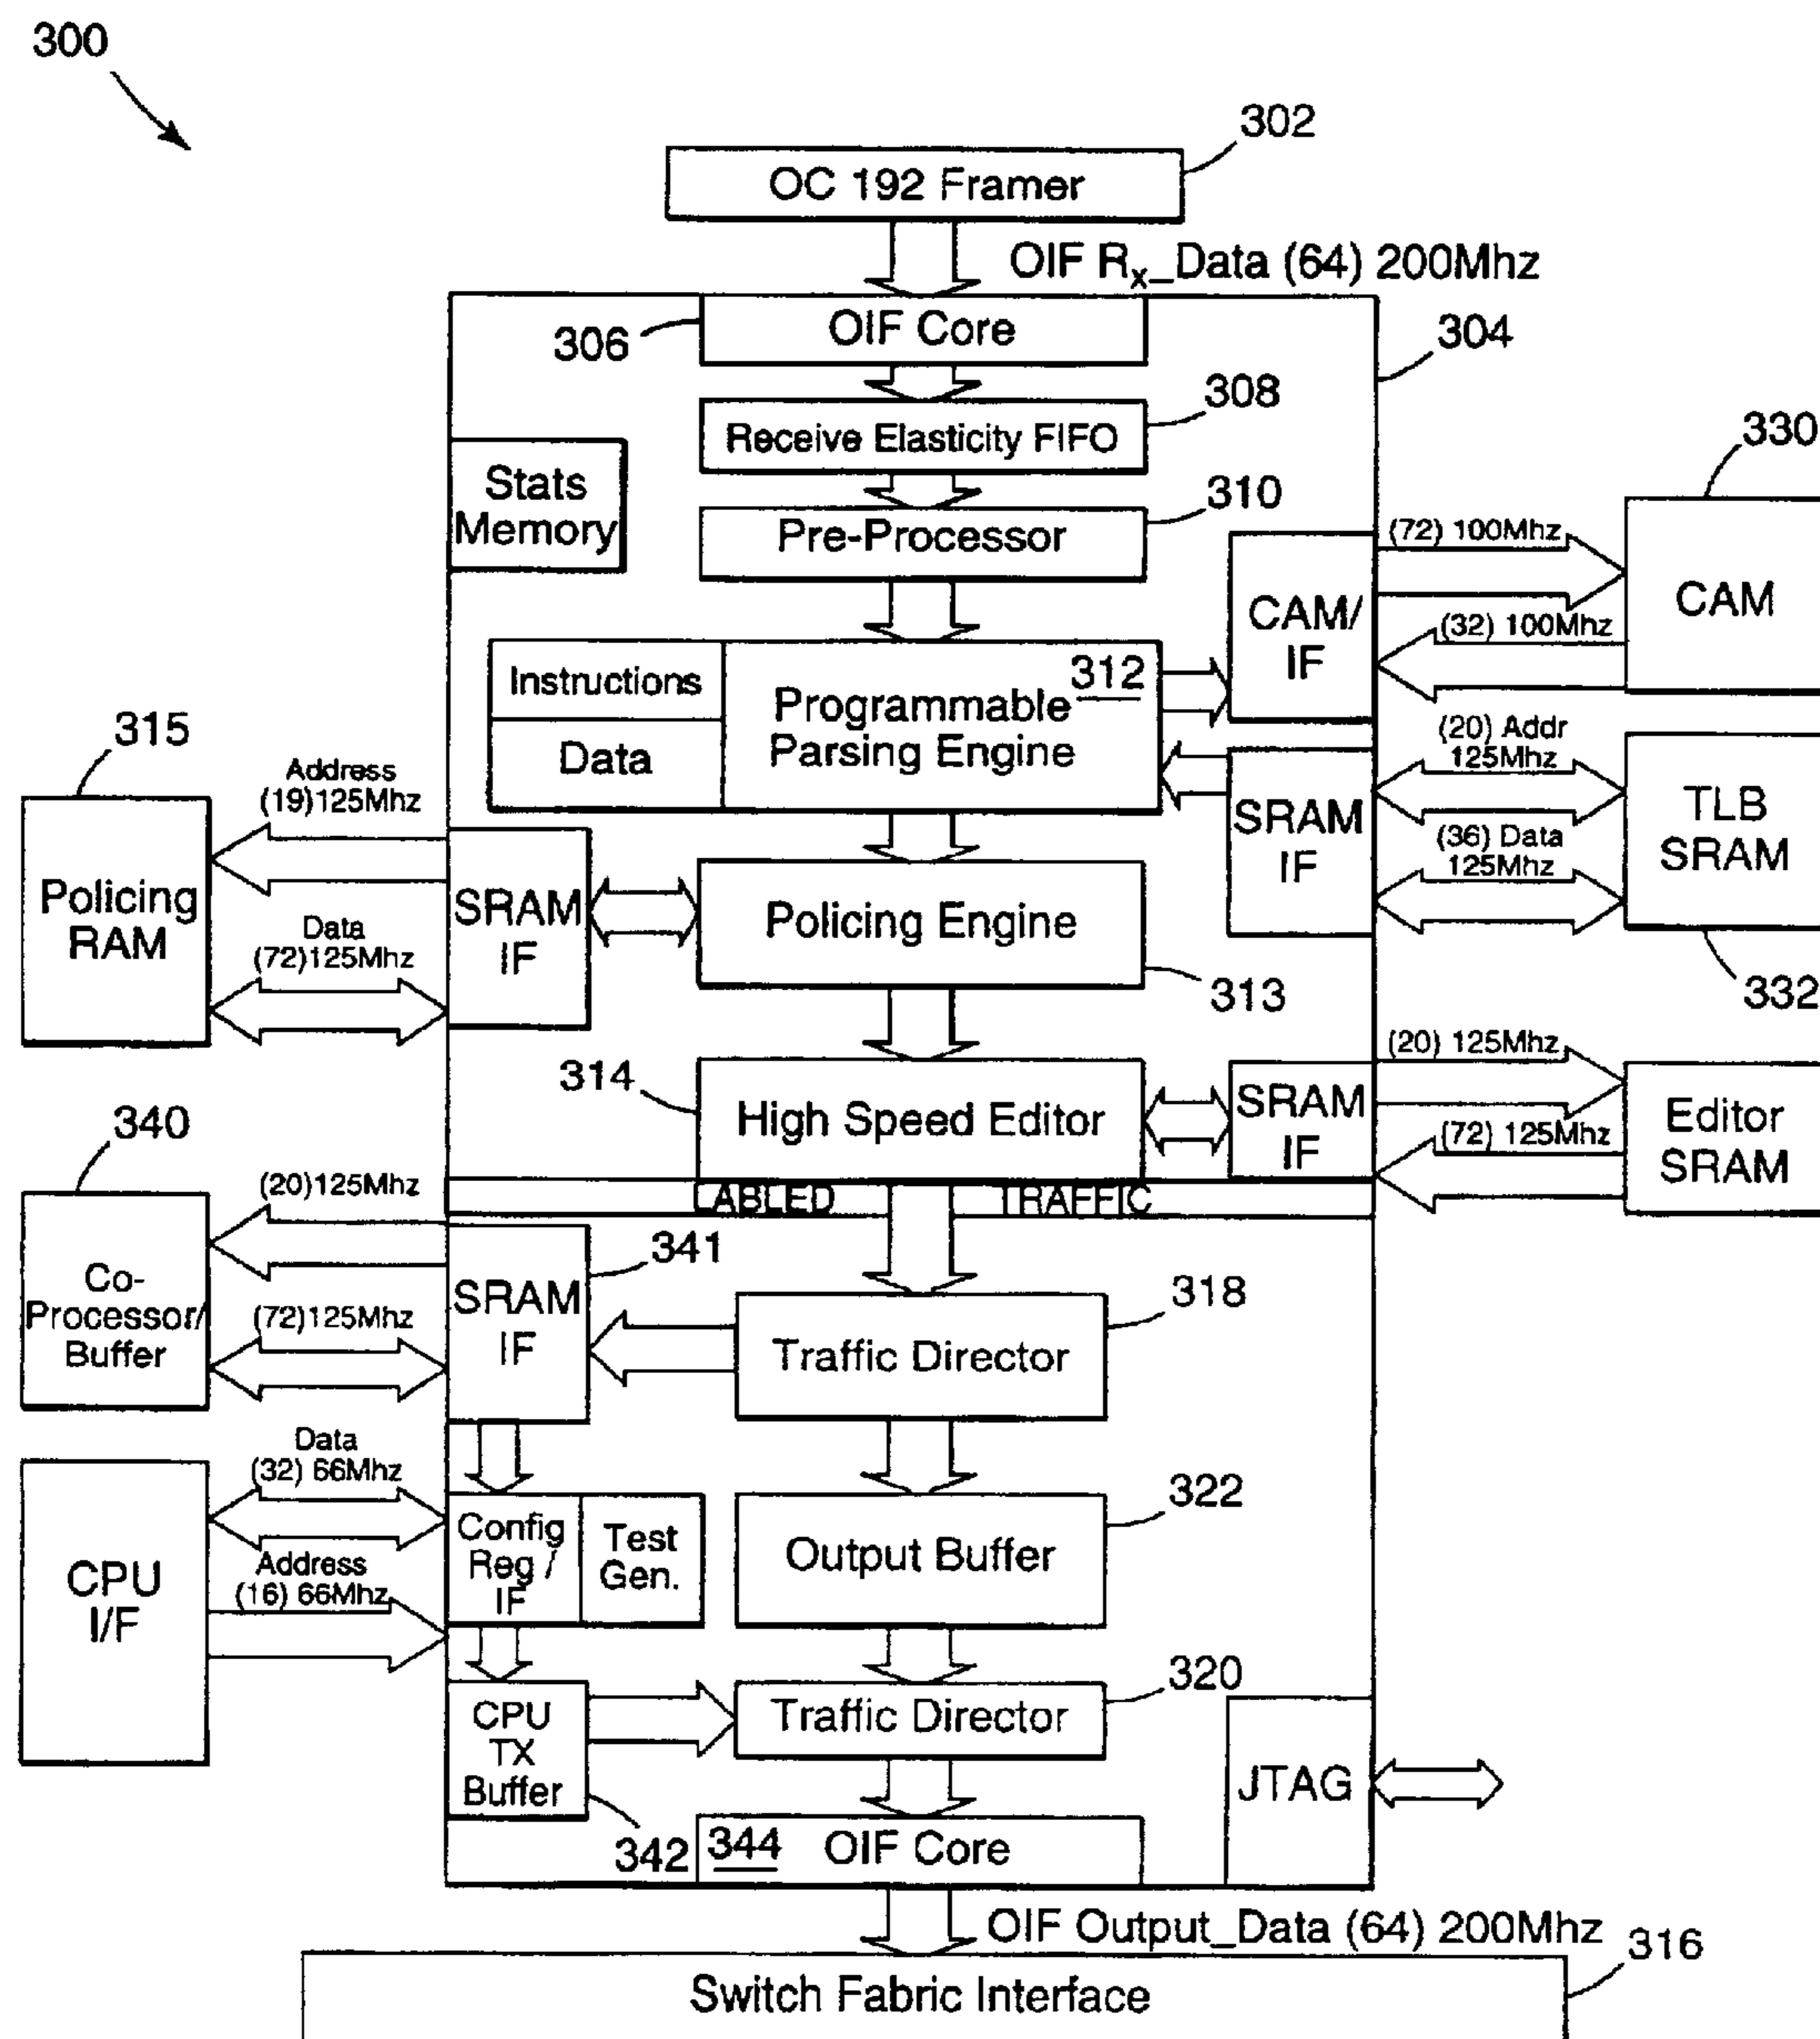 300
302
OC 192 Framer
OIF Rx_Data (64) 200Mhz
306
OIF Core
304
308
Receive Elasticity FIFO
330
Stats
Memory
310
Pre-Processor
(72) 100Mhz
CAM
(32) 100Mhz
CAM/
IF
Instructions
Data
312
Programmable
Parsing Engine
315
(20) Addr
125Mhz
TLB
SRAM
(36) Data
125Mhz
SRAM
IF
332
Address
(19)125Mhz
Policing
RAM
Data
(72)125Mhz
SRAM
IF
Policing Engine
313
314
High Speed Editor
SRAM
IF
(20) 125Mhz
(72) 125Mhz
Editor
SRAM
LABLED TRAFFIC
340
(20)125Mhz
Co-
Processor/
Buffer
(72)125Mhz
341
SRAM
IF
318
Traffic Director
Data
(32) 66Mhz
CPU
I/F
Address
(16) 66Mhz
Config
Reg /
IF
Test
Gen.
322
Output Buffer
320
Traffic Director
CPU
TX
Buffer
342
JTAG
344
OIF Core
OIF Output_Data (64) 200Mhz
316
Switch Fabric Interface